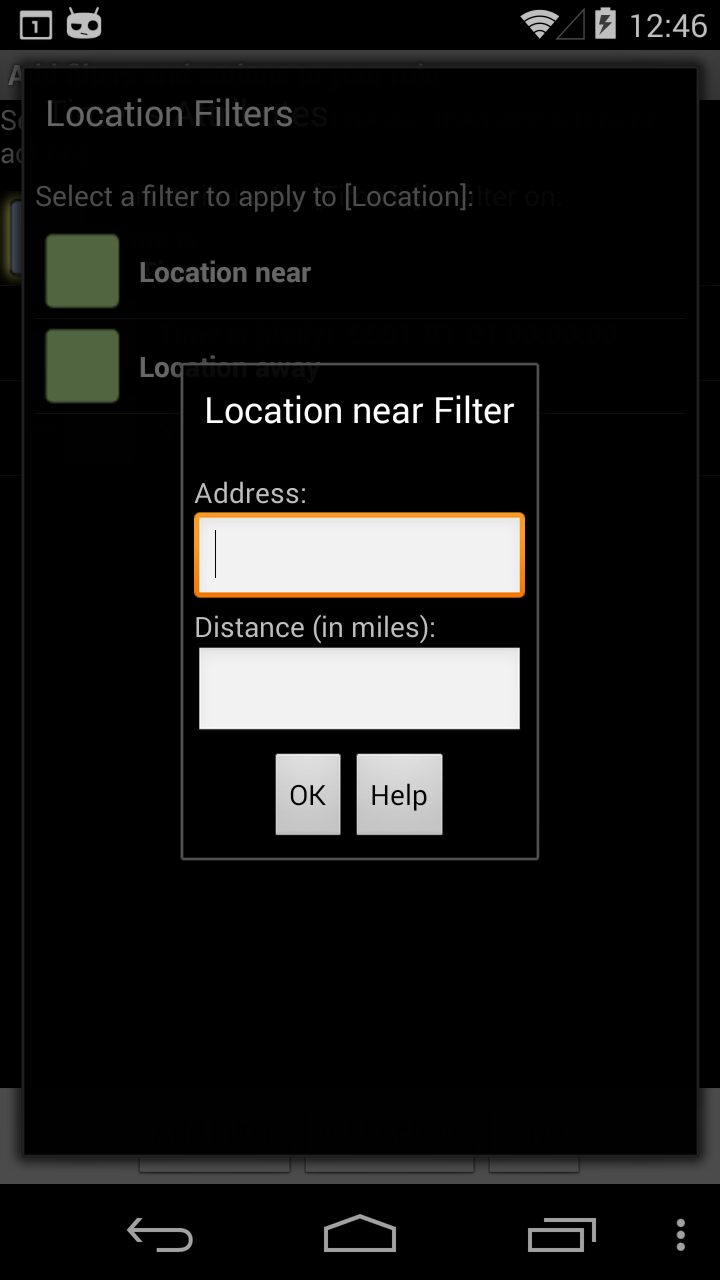 1
12:46
Location Filters
Select a filter to apply to [Location]:
Location near
Location away
Location near Filter
Address:
Distance (in miles):
OK
Help